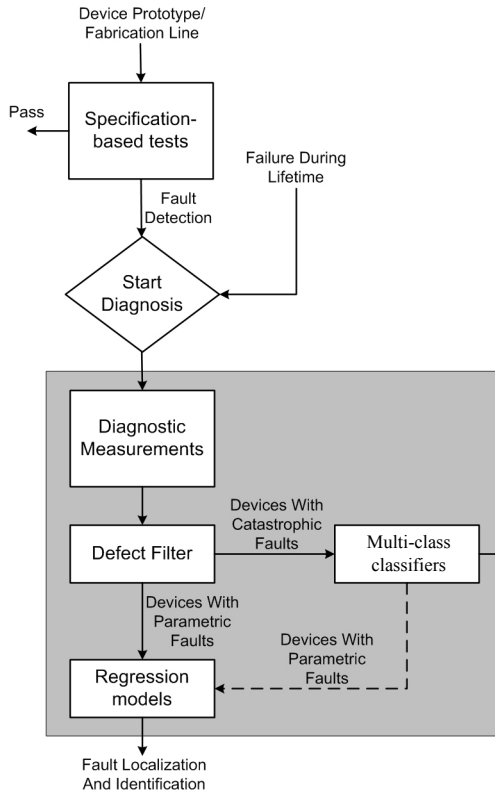 Device Prototype/
Fabrication Line
Pass
Specification-
based tests
Failure During
Lifetime
Fault
Detection
Start
Diagnosis
Diagnostic
Measurements
Devices With
Catastrophic
Faults
Defect Filter
Multi-class
classifiers
Devices With
Parametric
Faults
Devices With
Parametric
Faults
Regression
models
Fault Localization
And Identification